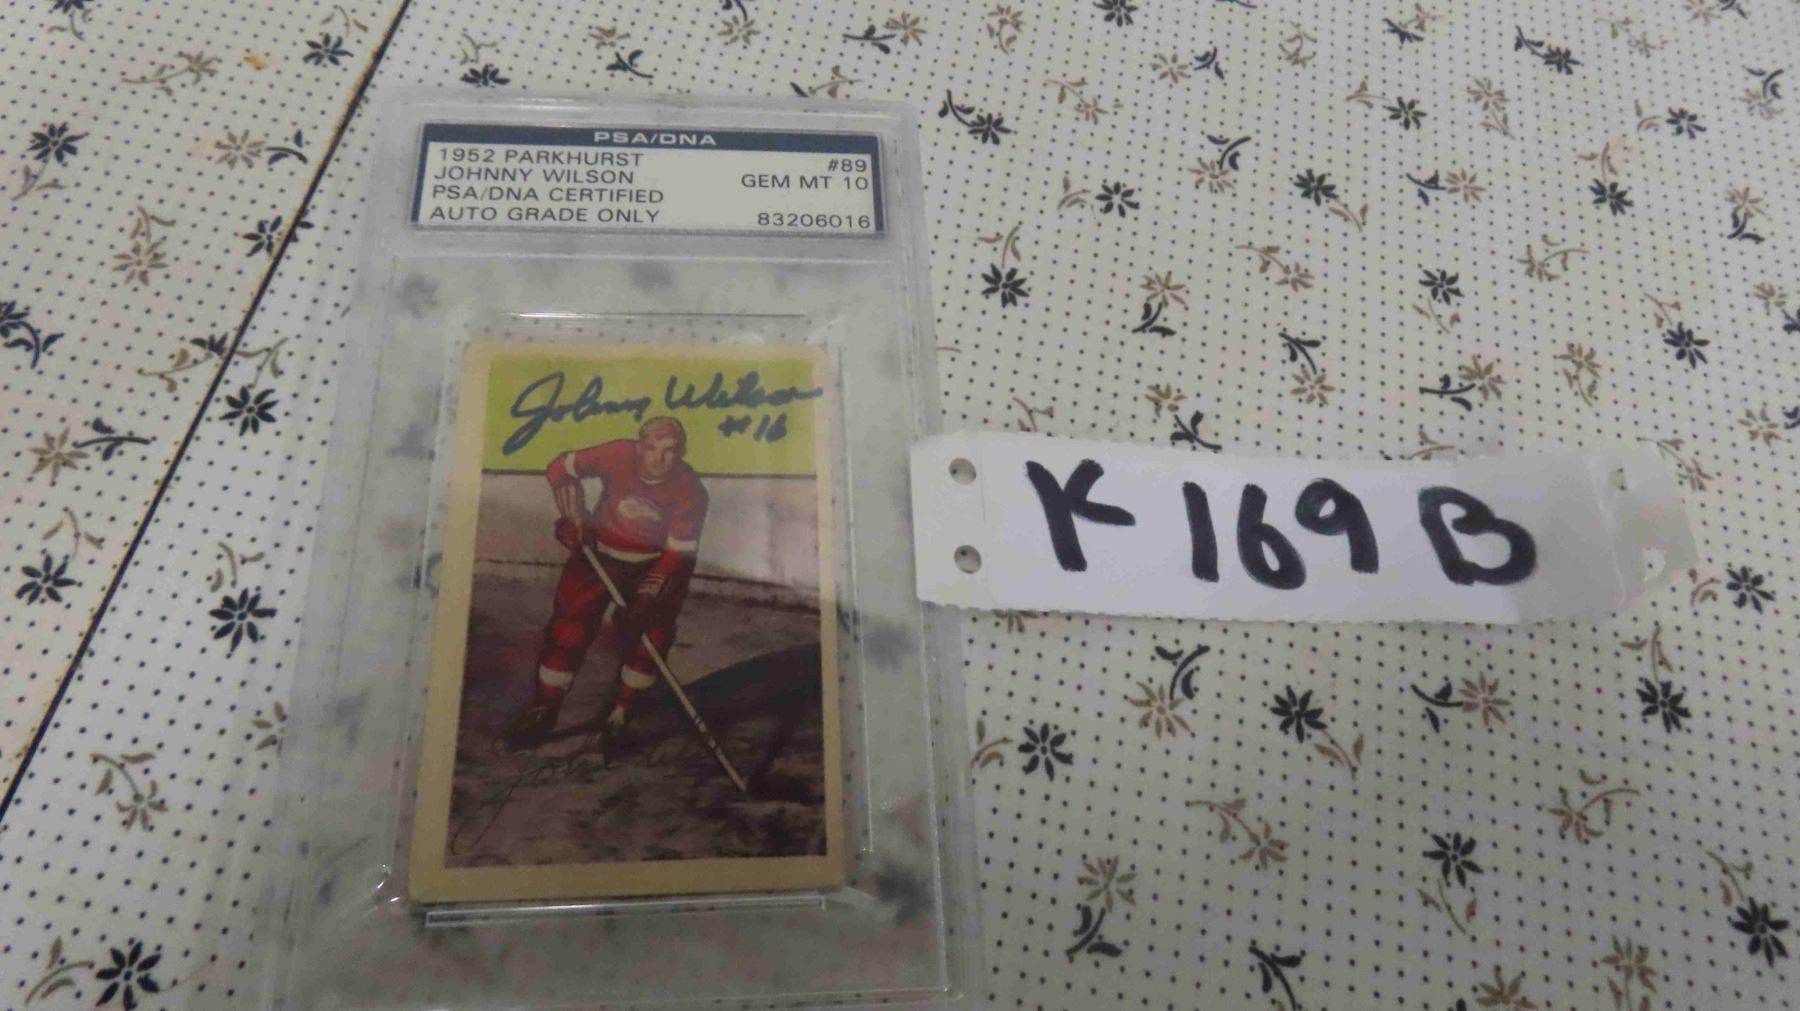 PSA/DNA
1952 PARKHURST #89
JOHNNY WILSON GEM MT 10
PSA/DNA CERTIFIED
AUTO GRADE ONLY 83206016
Johnny Wilson
#16
K 169 B